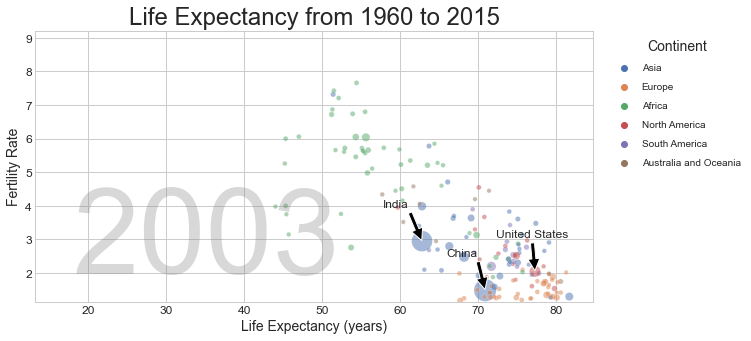 Life Expectancy from 1960 to 2015
9
8
7
6
5
4
3
2
Fertility Rate
2003
India
China
United States
20 30 40 50 60 70 80
Life Expectancy (years)
Continent
Asia
Europe
Africa
North America
South America
Australia and Oceania